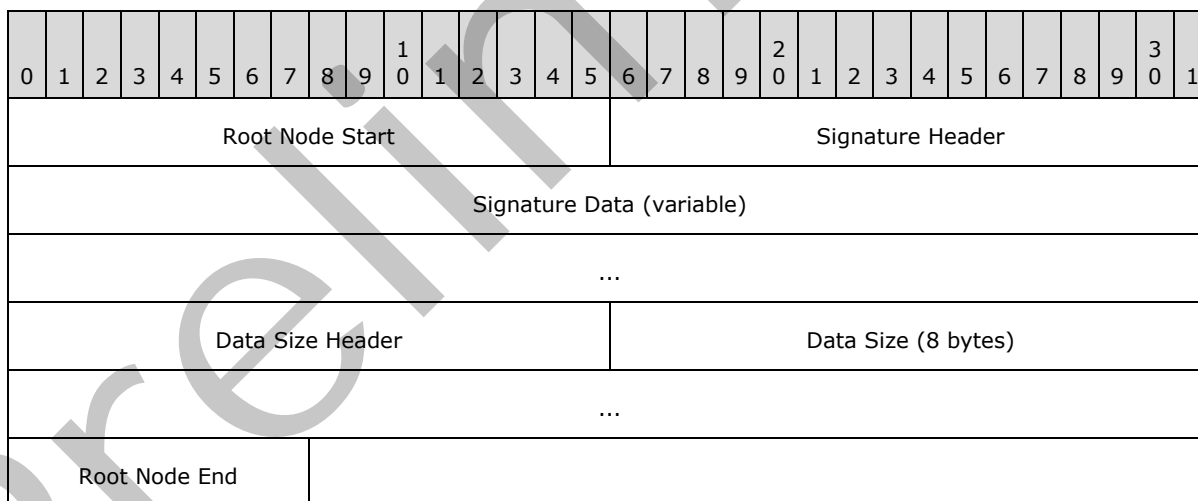 1 2 3
0 1 2 3 4 5 6 7 8 9 0 1 2 3 4 5 6 7 8 9 0 1 2 3 4 5 6 7 8 9 0 1
Root Node Start Signature Header
Signature Data (variable)
...
Data Size Header Data Size (8 bytes)
...
Root Node End
Prelim